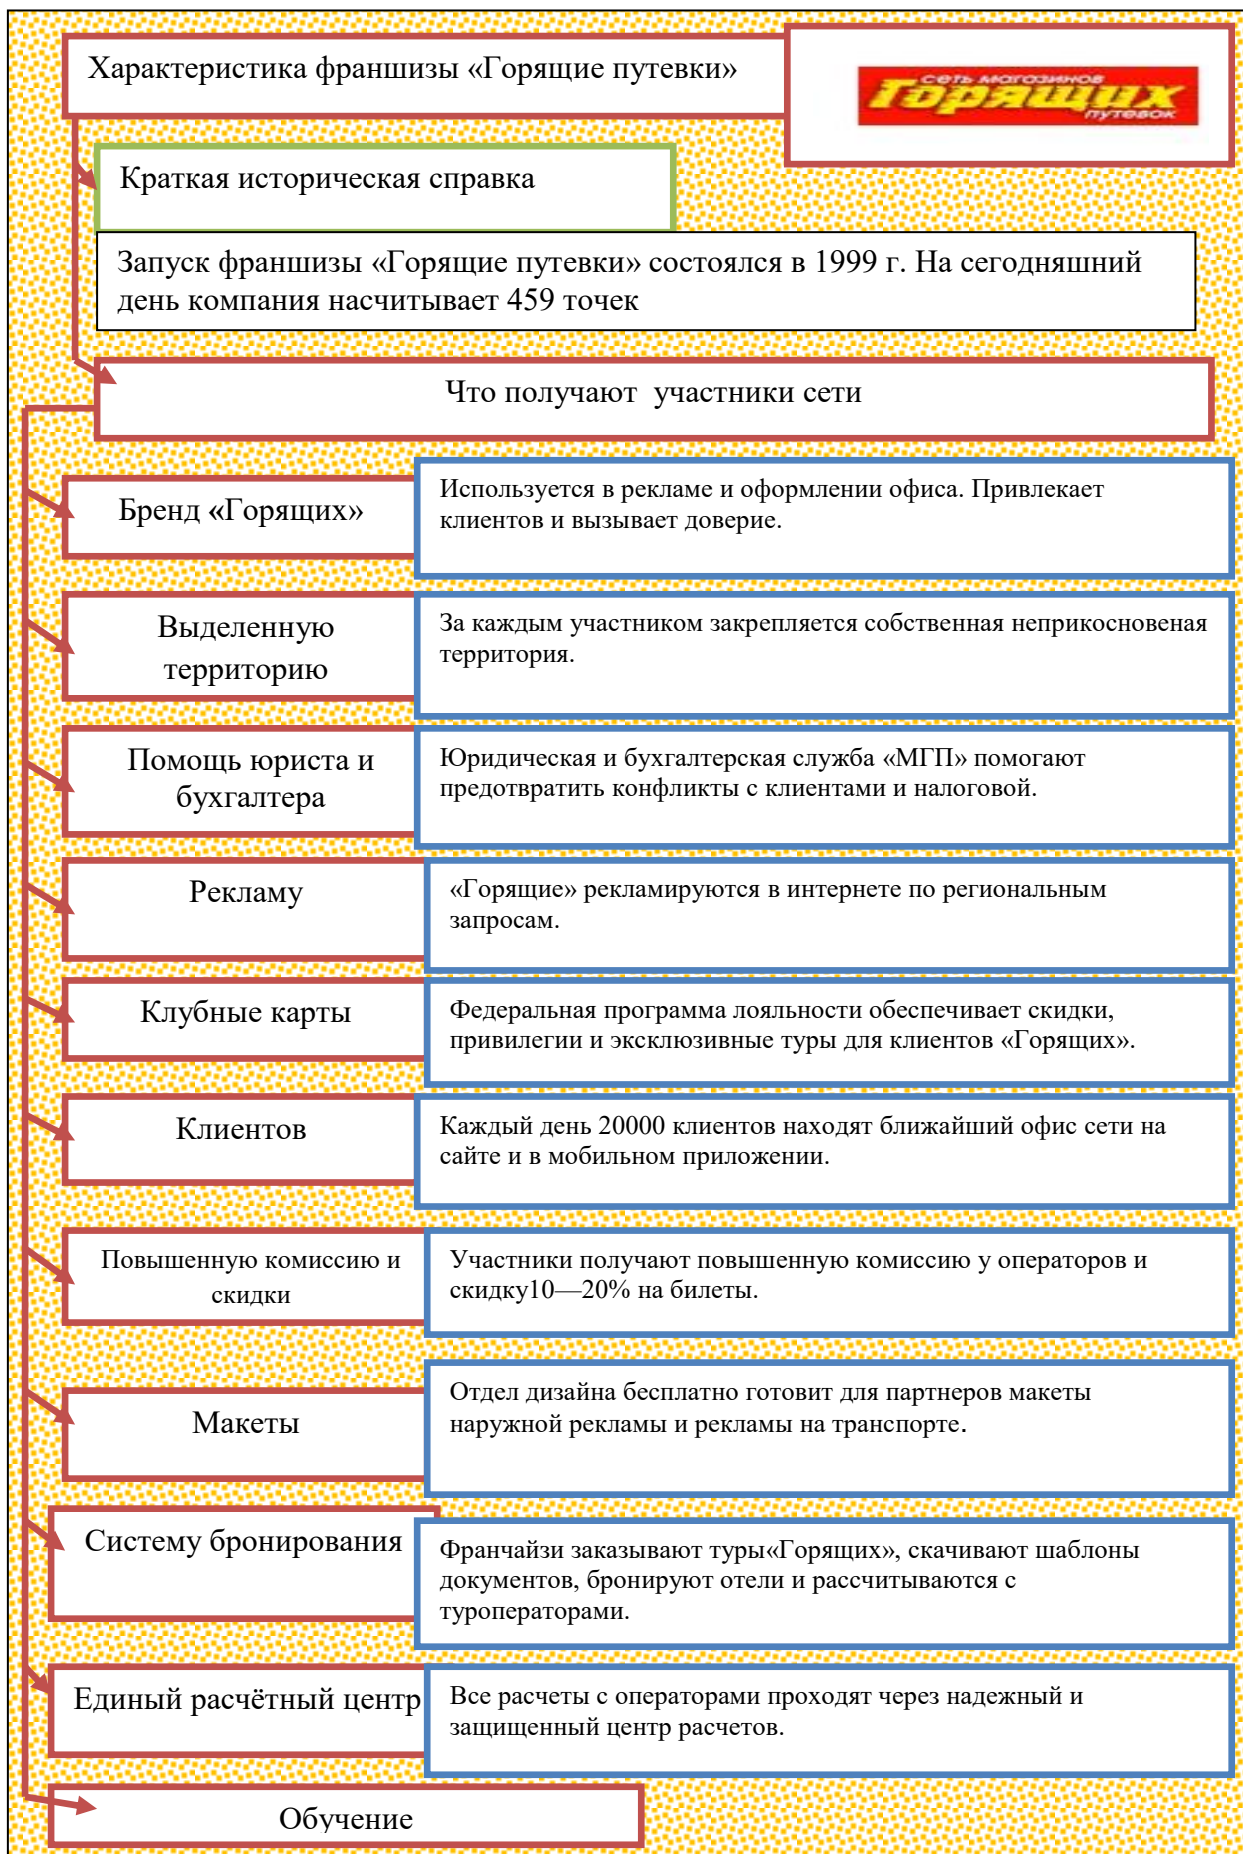 Характеристика франшизы «Горящие путевки»
сеть магазинов
Горящих
путевок
Краткая историческая справка
Запуск франшизы «Горящие путевки» состоялся в 1999 г. На сегодняшний
день компания насчитывает 459 точек
Что получают  участники сети
Бренд «Горящих»
Используется в рекламе и оформлении офиса. Привлекает
клиентов и вызывает доверие.
Выделенную
территорию
За каждым участником закрепляется собственная неприкосновеная
территория.
Помощь юриста и
бухгалтера
Юридическая и бухгалтерская служба «МГП» помогают
предотвратить конфликты с клиентами и налоговой.
Рекламу
«Горящие» рекламируются в интернете по региональным
запросам.
Клубные карты
Федеральная программа лояльности обеспечивает скидки,
привилегии и эксклюзивные туры для клиентов «Горящих».
Клиентов
Каждый день 20000 клиентов находят ближайший офис сети на
сайте и в мобильном приложении.
Повышенную комиссию и
скидки
Участники получают повышенную комиссию у операторов и
скидку10—20% на билеты.
Макеты
Отдел дизайна бесплатно готовит для партнеров макеты
наружной рекламы и рекламы на транспорте.
Систему бронирования
Франчайзи заказывают туры«Горящих», скачивают шаблоны
документов, бронируют отели и рассчитываются с
туроператорами.
Единый расчётный центр
Все расчеты с операторами проходят через надежный и
защищенный центр расчетов.
Обучение